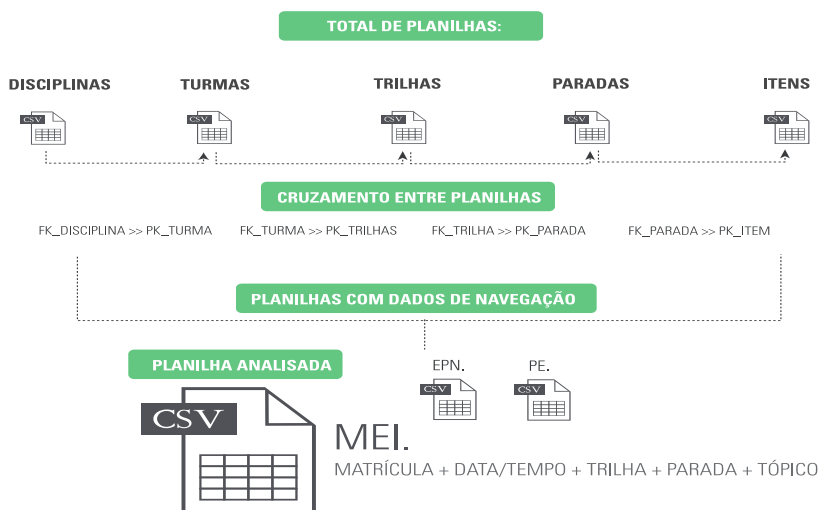 TOTAL DE PLANILHAS:
DISCIPLINAS TURMAS TRILHAS PARADAS ITENS
CSV CSV CSV CSV CSV
CRUZAMENTO ENTRE PLANILHAS
FK_DISCIPLINA >> PK_TURMA FK_TURMA >> PK_TRILHAS FK_TRILHA >> PK_PARADA FK_PARADA >> PK_ITEM
PLANILHAS COM DADOS DE NAVEGAÇÃO
PLANILHA ANALISADA
EPN. PE.
CSV CSV
CSV
MEI.
MATRÍCULA + DATA/TEMPO + TRILHA + PARADA + TÓPICO